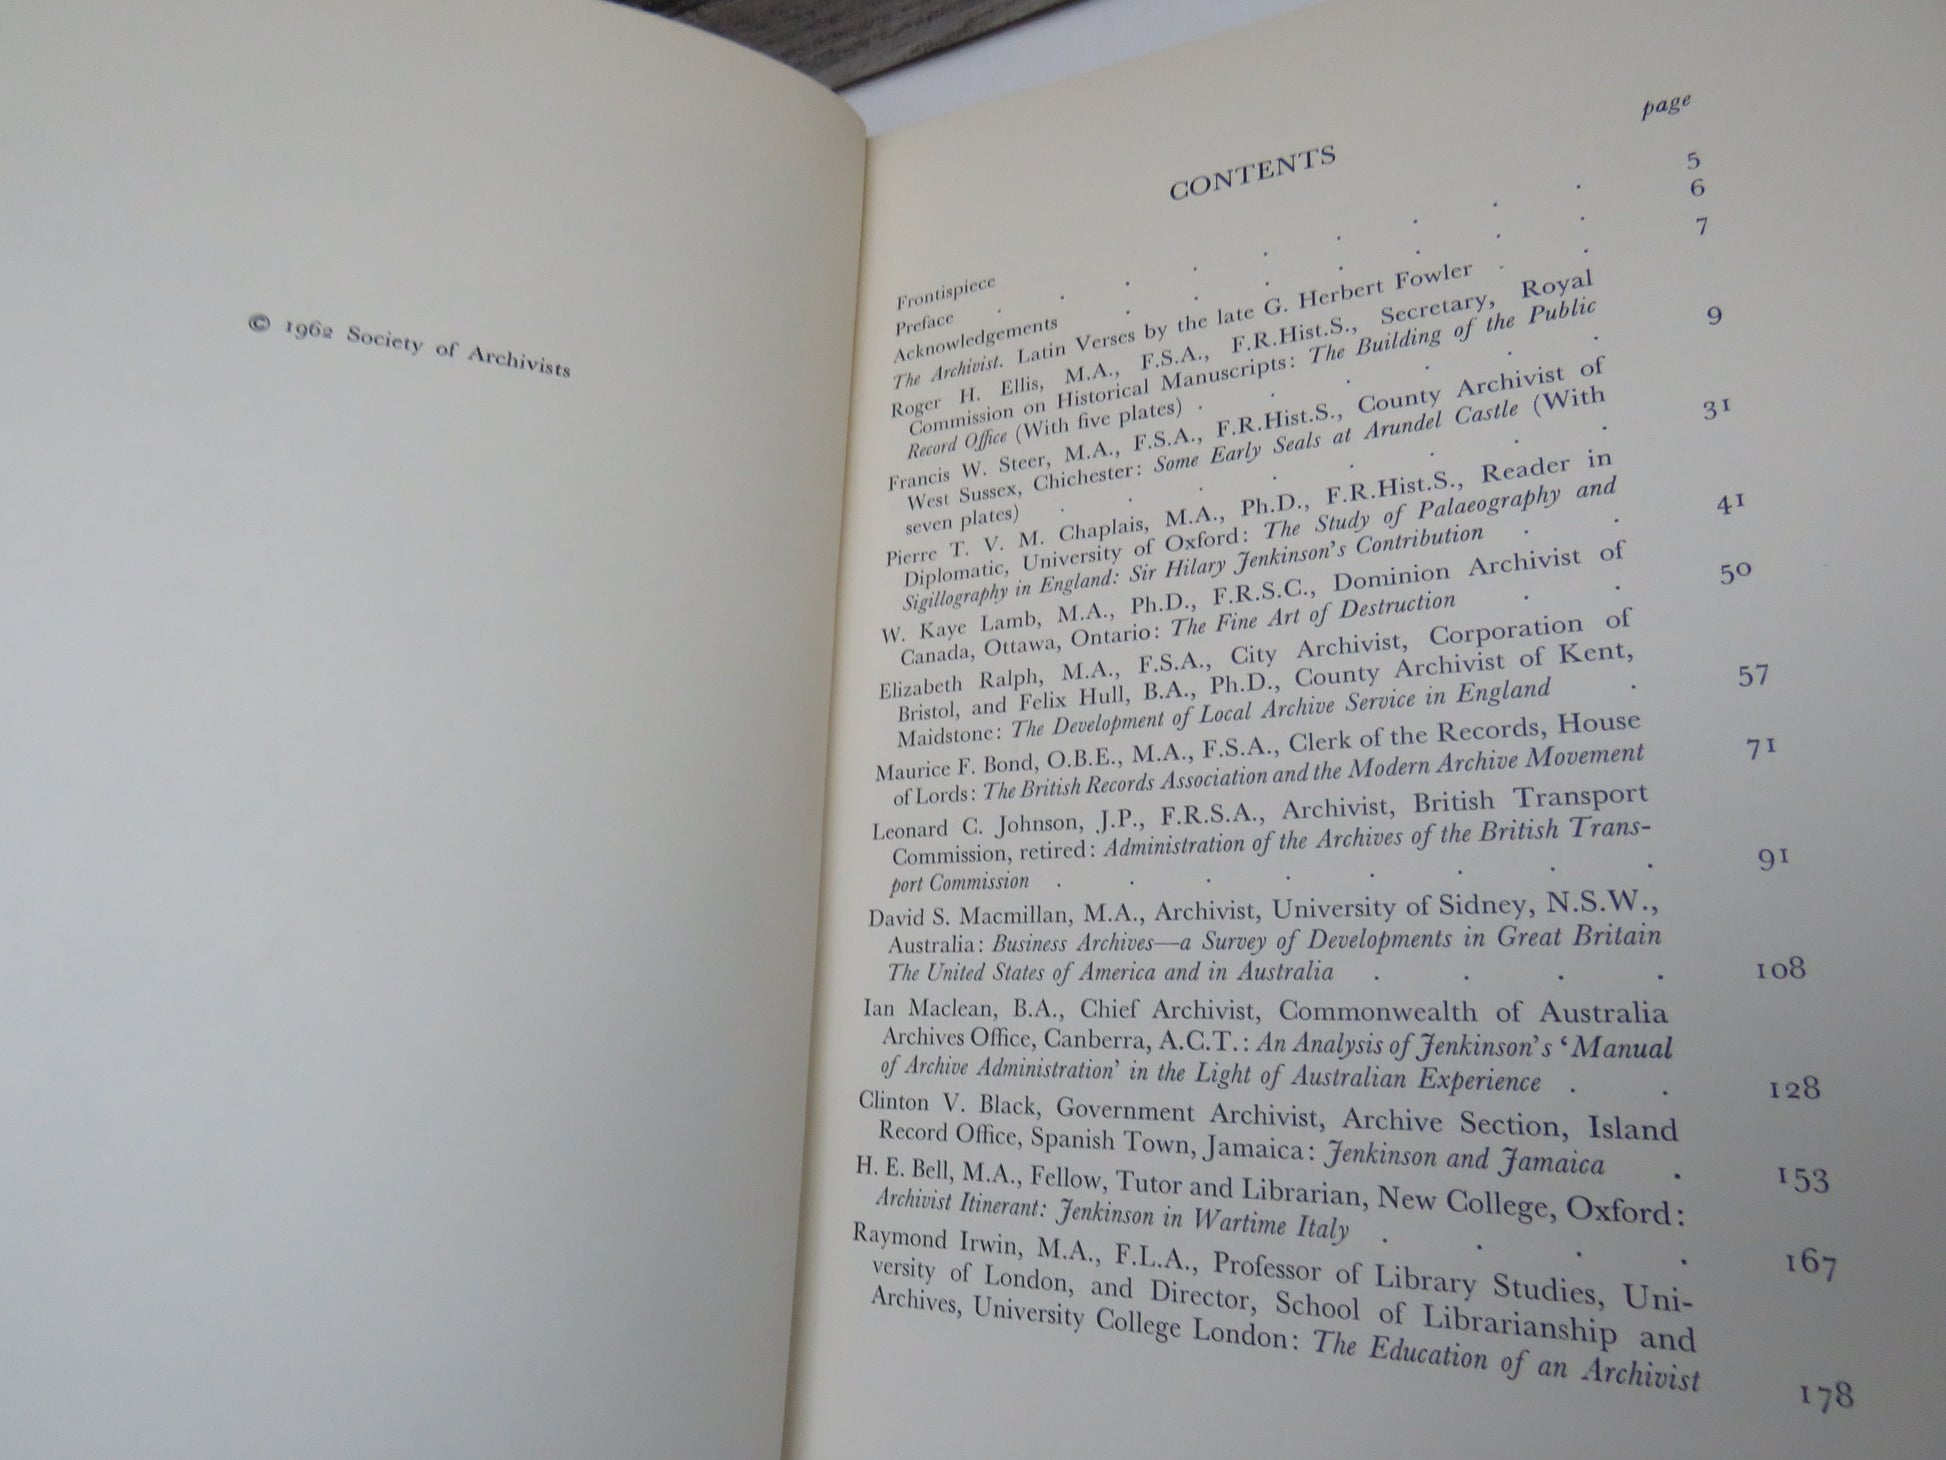 © 1962 Society of Archivists
CONTENTS
page
Frontispiece . . . . . . . .
Preface . . . . . . . . . 5
Acknowledgements . . . . . . . 6
The Archivist. Latin Verses by the late G. Herbert Fowler . . 7
Roger H. Ellis, M.A., F.S.A., F.R.Hist.S., Secretary, Royal
Commission on Historical Manuscripts: The Building of the Public
Record Office (With five plates) . . . . . . 9
Francis W. Steer, M.A., F.S.A., F.R.Hist.S., County Archivist of
West Sussex, Chichester: Some Early Seals at Arundel Castle (With
seven plates) . . . . . . . . 31
Pierre T. V. M. Chaplais, M.A., Ph.D., F.R.Hist.S., Reader in
Diplomatic, University of Oxford: The Study of Palaeography and
Sigillography in England: Sir Hilary Jenkinson's Contribution . . 41
W. Kaye Lamb, M.A., Ph.D., F.R.S.C., Dominion Archivist of
Canada, Ottawa, Ontario: The Fine Art of Destruction . . 50
Elizabeth Ralph, M.A., F.S.A., City Archivist, Corporation of
Bristol, and Felix Hull, B.A., Ph.D., County Archivist of Kent,
Maidstone: The Development of Local Archive Service in England . 57
Maurice F. Bond, O.B.E., M.A., F.S.A., Clerk of the Records, House
of Lords: The British Records Association and the Modern Archive Movement 71
Leonard C. Johnson, J.P., F.R.S.A., Archivist, British Transport
Commission, retired: Administration of the Archives of the British Trans-
port Commission . . . . . . . . 91
David S. Macmillan, M.A., Archivist, University of Sidney, N.S.W.,
Australia: Business Archives—a Survey of Developments in Great Britain
The United States of America and in Australia . . . . 108
Ian Maclean, B.A., Chief Archivist, Commonwealth of Australia
Archives Office, Canberra, A.C.T.: An Analysis of Jenkinson's 'Manual
of Archive Administration' in the Light of Australian Experience . . 128
Clinton V. Black, Government Archivist, Archive Section, Island
Record Office, Spanish Town, Jamaica: Jenkinson and Jamaica . 153
H. E. Bell, M.A., Fellow, Tutor and Librarian, New College, Oxford:
Archivist Itinerant: Jenkinson in Wartime Italy . . . . 167
Raymond Irwin, M.A., F.L.A., Professor of Library Studies, Uni-
versity of London, and Director, School of Librarianship and
Archives, University College London: The Education of an Archivist 178